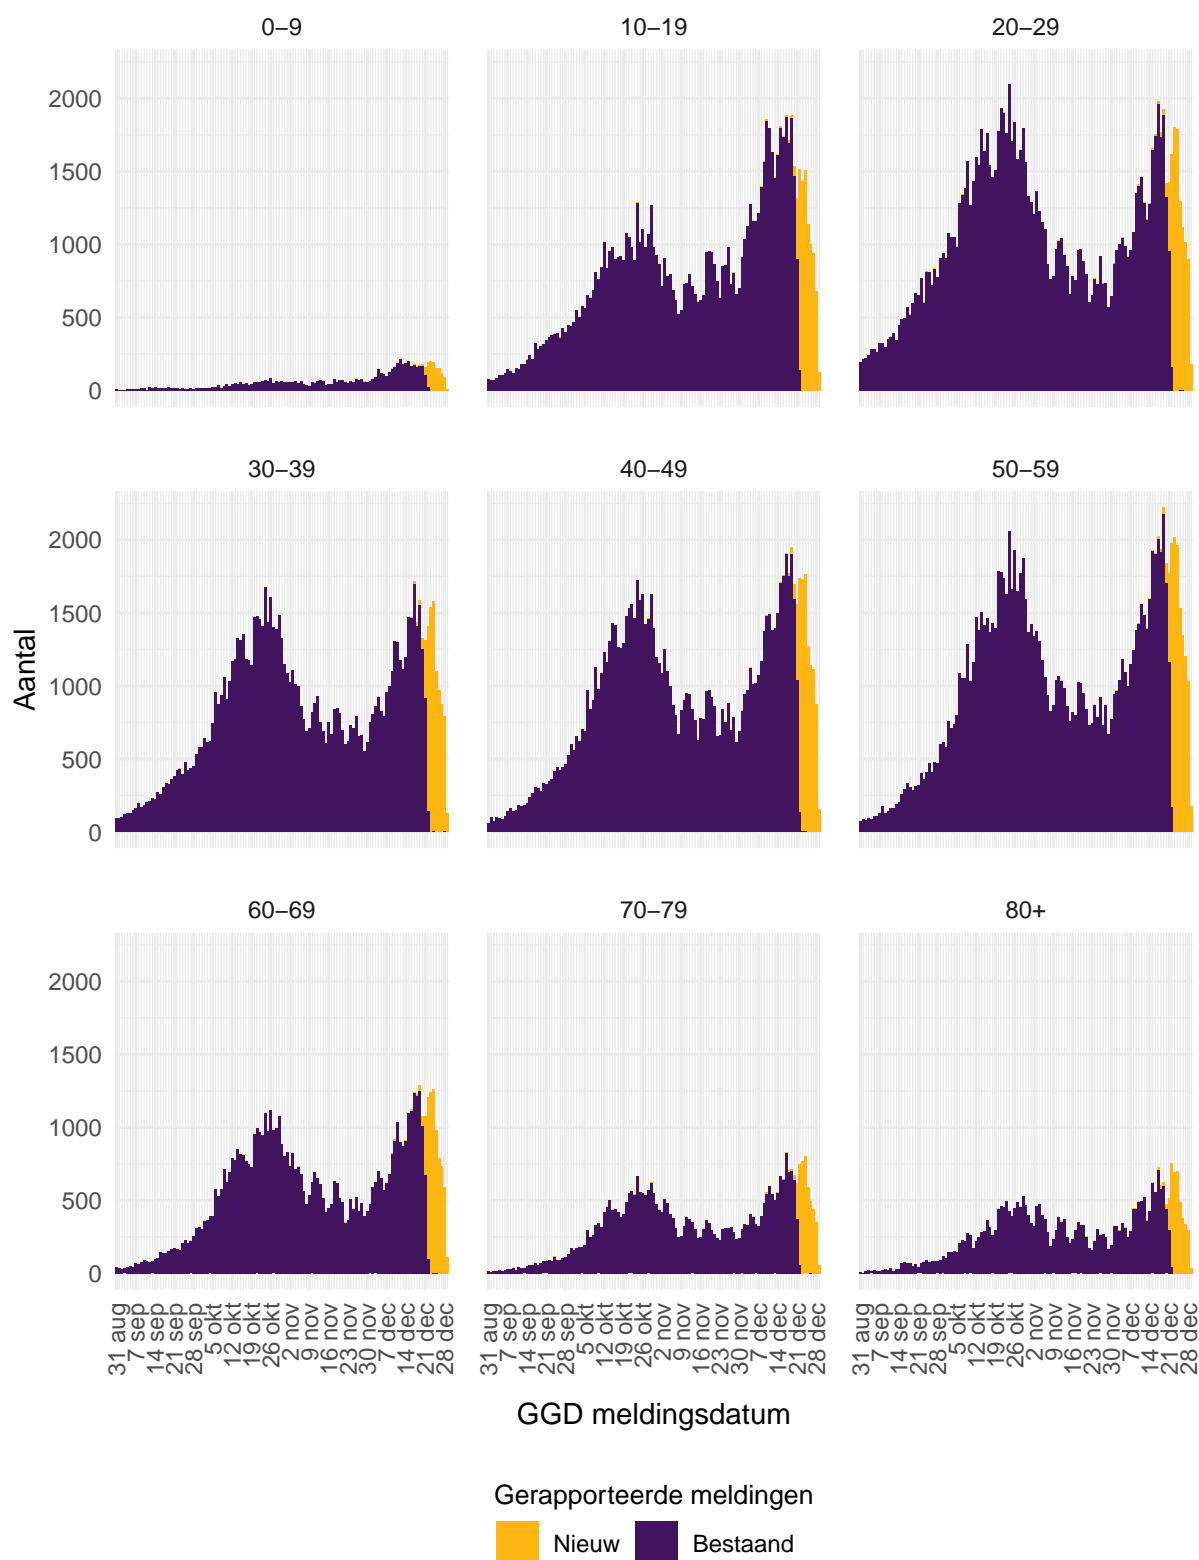 0–9 10–19 20–29
2000
1500
1000
500
0
30–39 40–49 50–59
Aantal
2000
1500
1000
500
0
60–69 70–79 80+
2000
1500
1000
500
0
31 aug 7 sep 14 sep 21 sep 28 sep 5 okt 12 okt 19 okt 26 okt 2 nov 9 nov 16 nov 23 nov 30 nov 7 dec 14 dec 21 dec 28 dec
31 aug 7 sep 14 sep 21 sep 28 sep 5 okt 12 okt 19 okt 26 okt 2 nov 9 nov 16 nov 23 nov 30 nov 7 dec 14 dec 21 dec 28 dec
31 aug 7 sep 14 sep 21 sep 28 sep 5 okt 12 okt 19 okt 26 okt 2 nov 9 nov 16 nov 23 nov 30 nov 7 dec 14 dec 21 dec 28 dec
GGD meldingsdatum
Gerapporteerde meldingen
Nieuw Bestaand